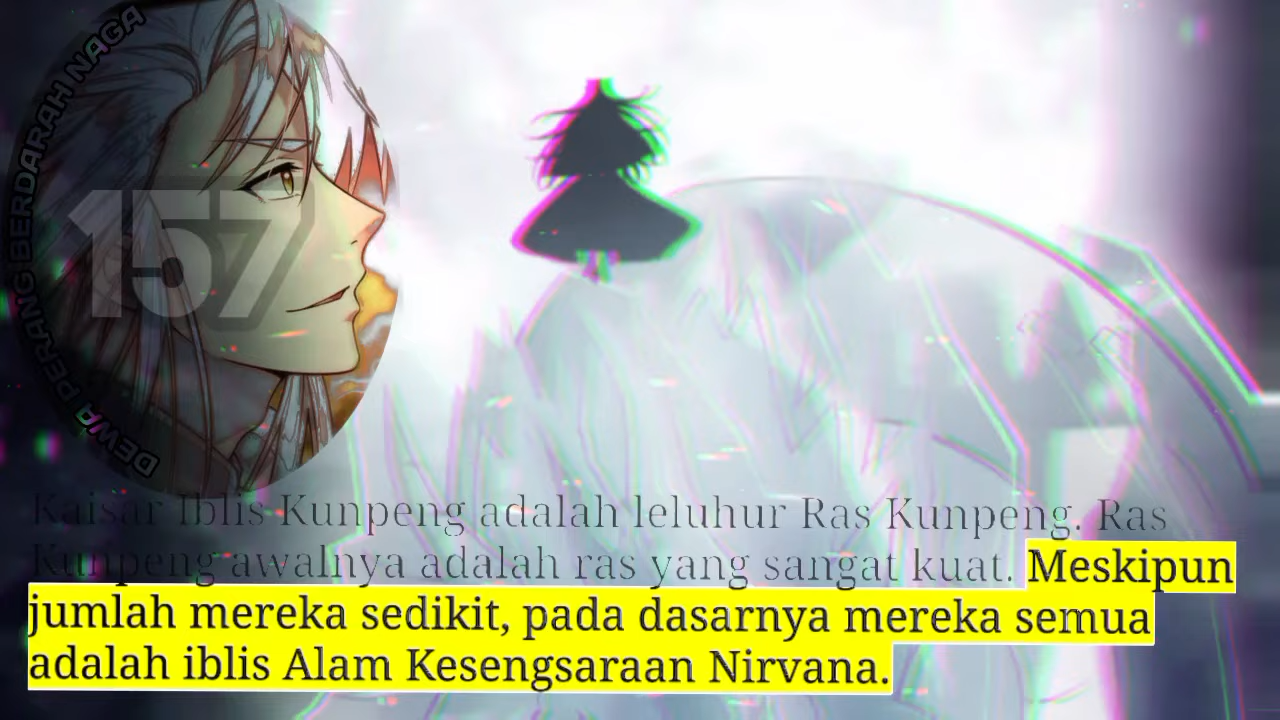 DEWA PERANG BERDARAH NAGA
157
Kaisar Iblis Kunpeng adalah leluhur Ras Kunpeng. Ras
Kunpeng awalnya adalah ras yang sangat kuat. Meskipun
jumlah mereka sedikit, pada dasarnya mereka semua
adalah iblis Alam Kesengsaraan Nirvana.